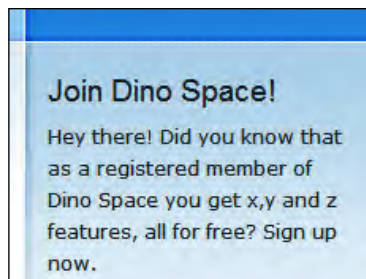 Join Dino Space!
Hey there! Did you know that
as a registered member of
Dino Space you get x,y and z
features, all for free? Sign up
now.